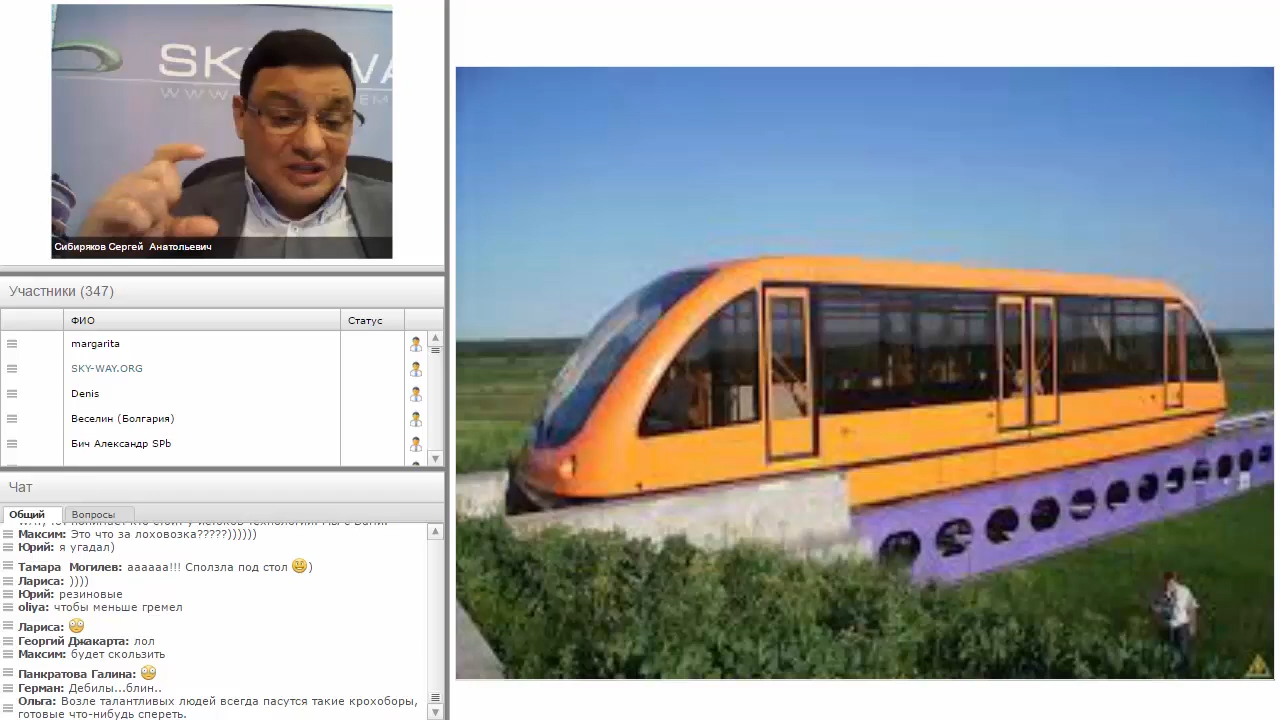 SK
WWW
Сибиряков Сергей Анатольевич
Участники (347)
ФИО
Статус
margarita
SKY-WAY.ORG
Denis
Веселин (Болгария)
Бич Александр SPb
Чат
Общий
Вопросы
Максим: Это что за лоховозка?????))))))
Юрий: я угадал)
Тамара Могилев: аааааа!!! Сползла под стол )
Лариса: ))))
Юрий: резиновые
oliya: чтобы меньше гремел
Лариса:
Георгий Джакарта: лол
Максим: будет скользить
Панкратова Галина:
Герман: Дебилы...блин..
Ольга: Возле талантливых людей всегда пасутся такие крохоборы,
готовые что-нибудь спереть.